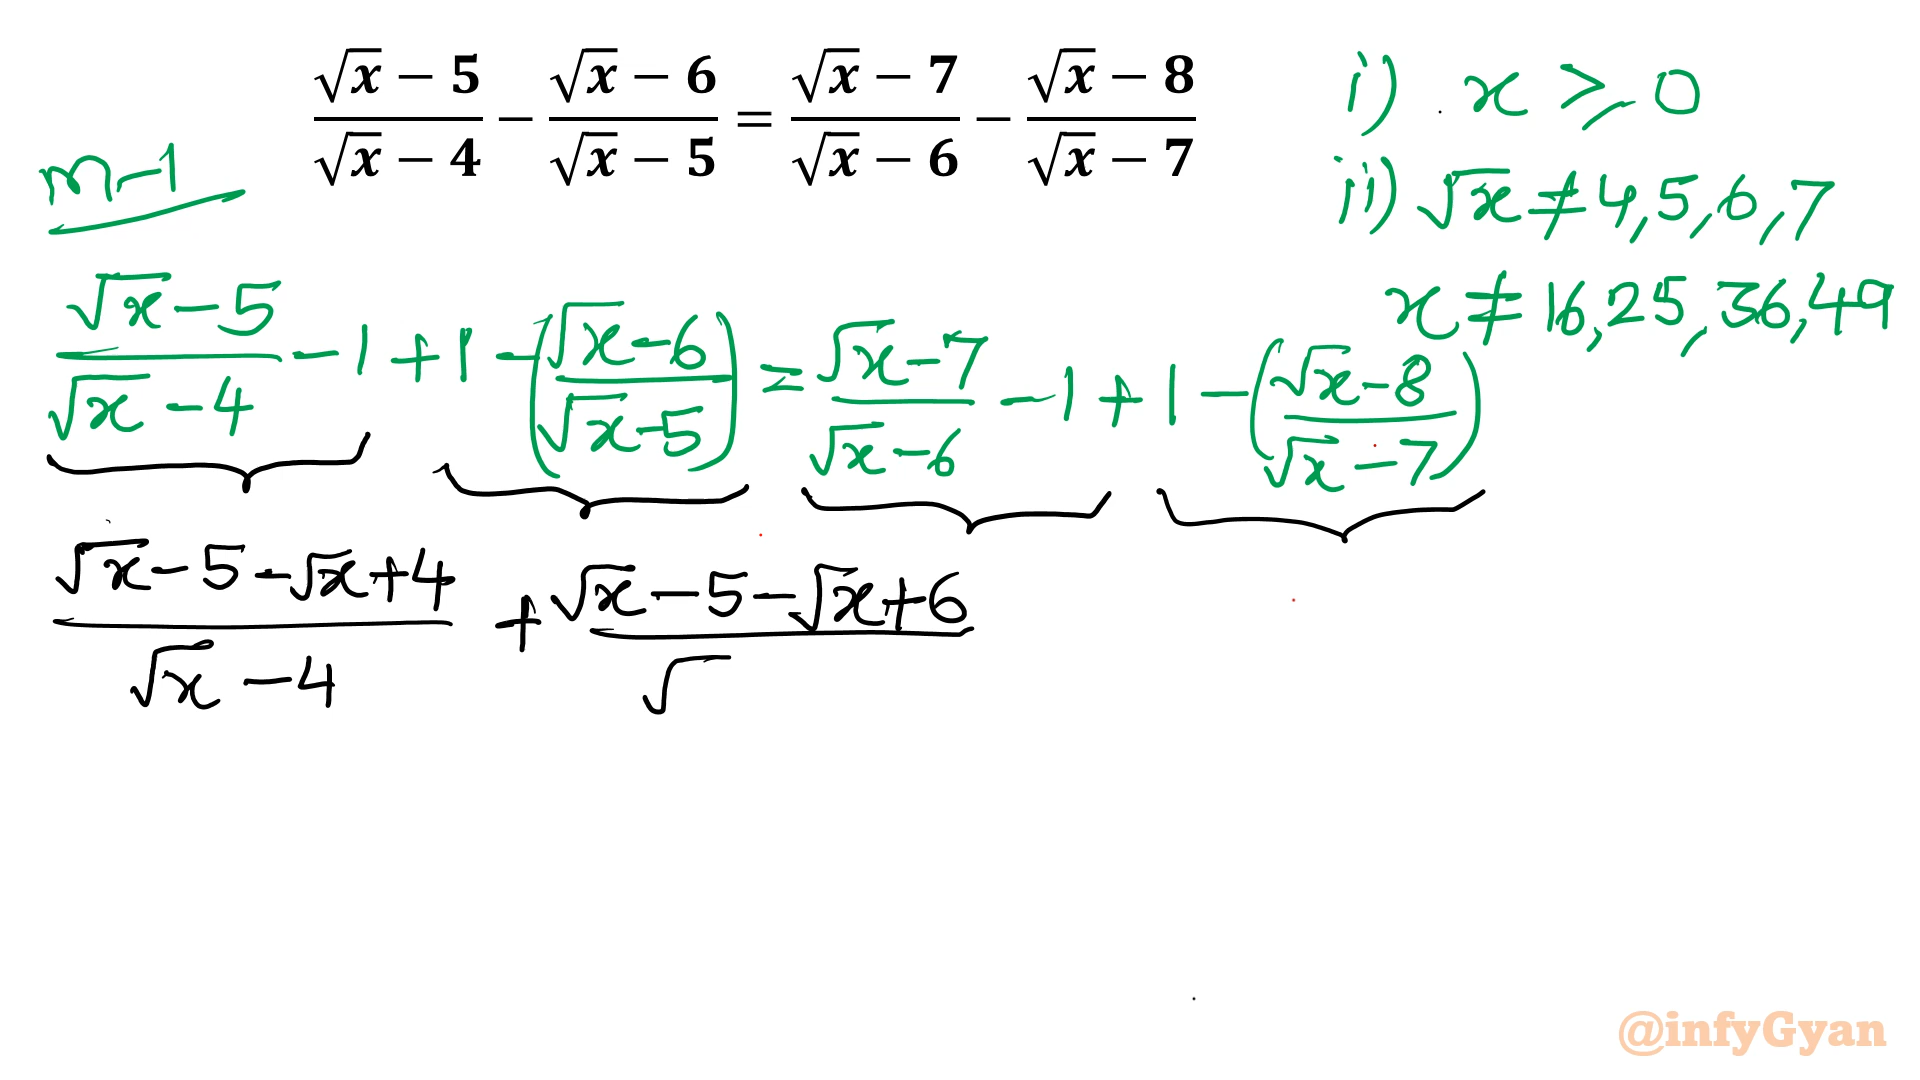 (√x − 5)/(√x − 4) − (√x − 6)/(√x − 5) = (√x − 7)/(√x − 6) − (√x − 8)/(√x − 7)
i) x ≥ 0
ii) √x ≠ 4, 5, 6, 7
x ≠ 16, 25, 36, 49
m-1
(√x − 5)/(√x − 4) − 1 + 1 − ((√x − 6)/(√x − 5)) = (√x − 7)/(√x − 6) − 1 + 1 − ((√x − 8)/(√x − 7))
(√x − 5 − √x + 4)/(√x − 4) + (√x − 5 − √x + 6)/√
@infyGyan